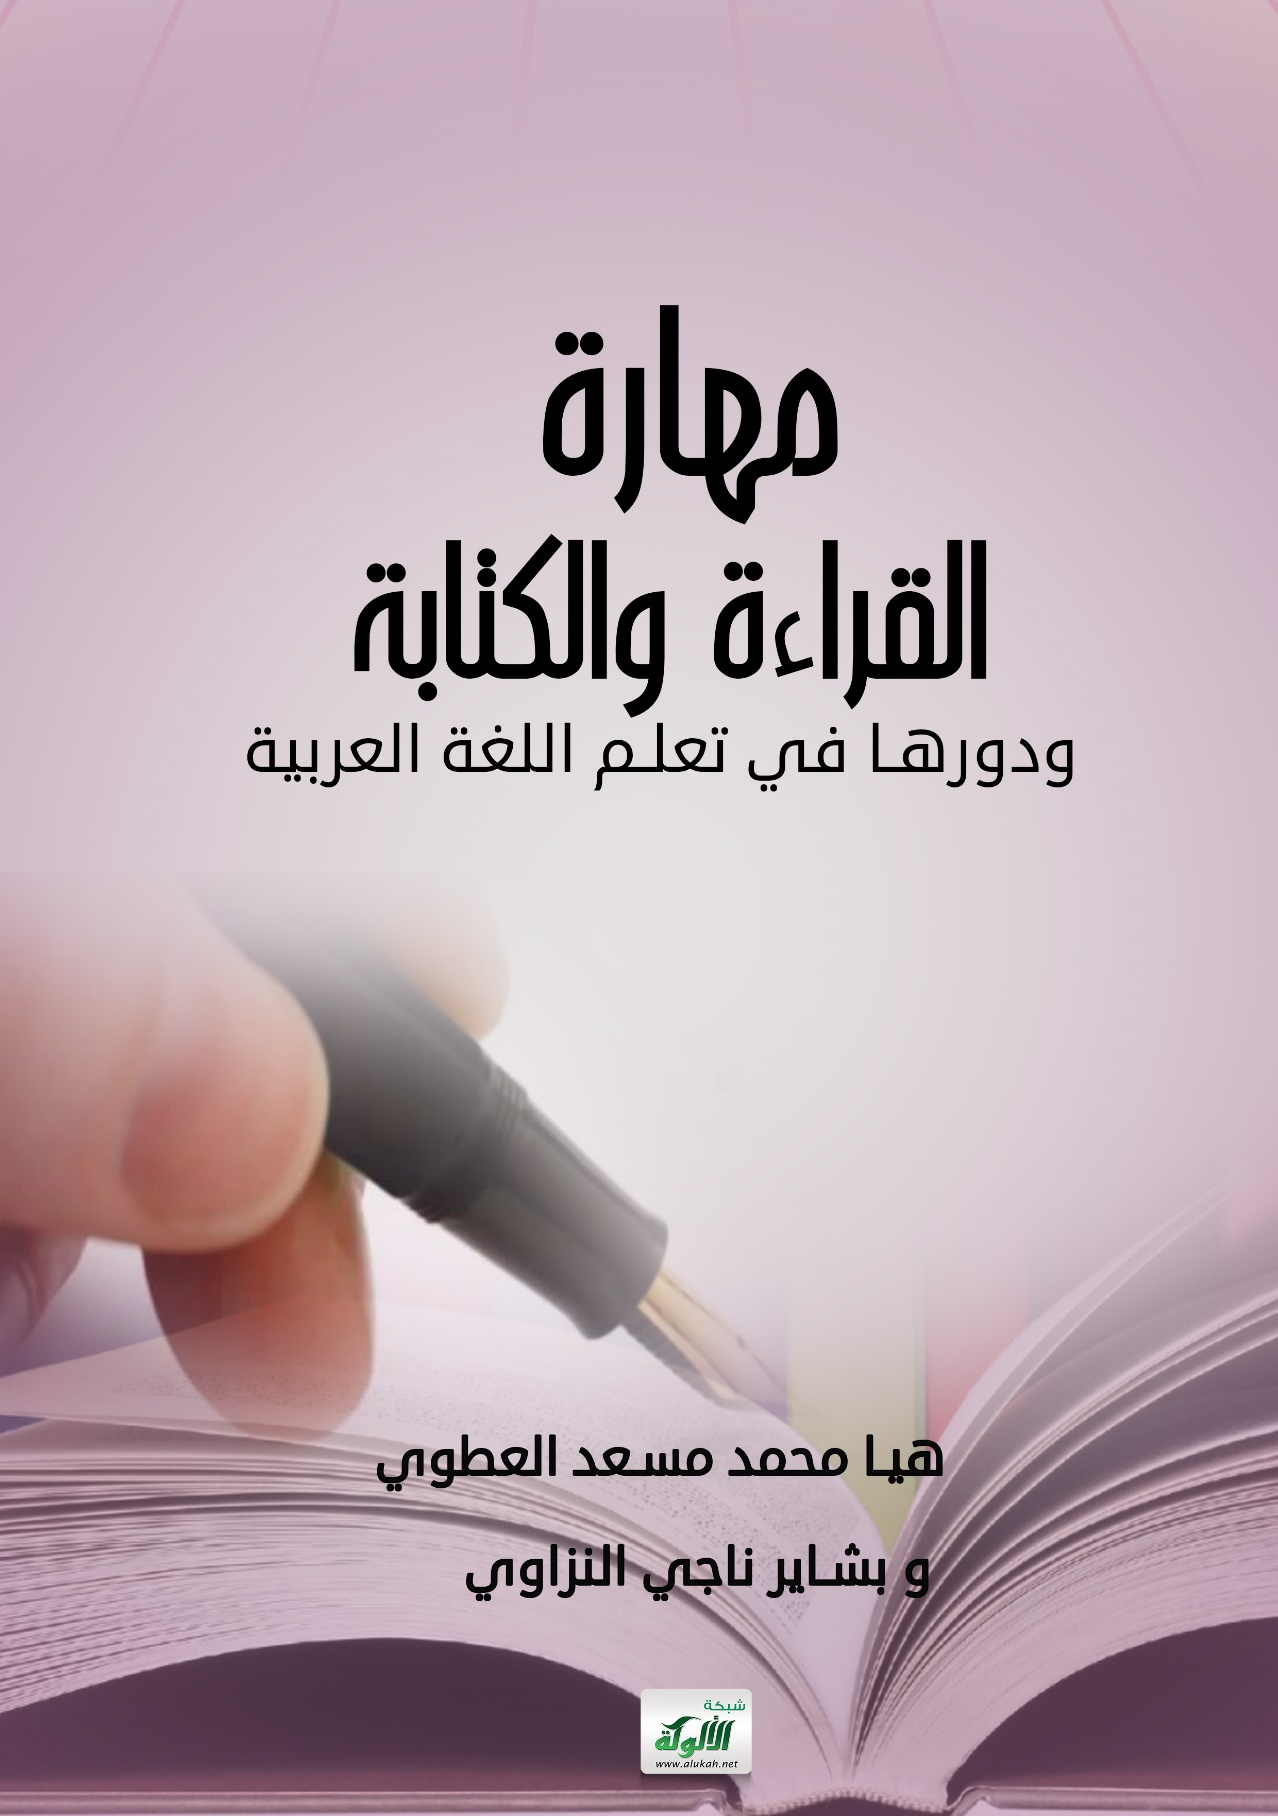 مهارة
القراءة والكتابة
ودورها في تعلم اللغة العربية
هيا محمد مسعد العطوي
و بشاير ناجي النزاوي
شبكة
الألوكة
www.alukah.net